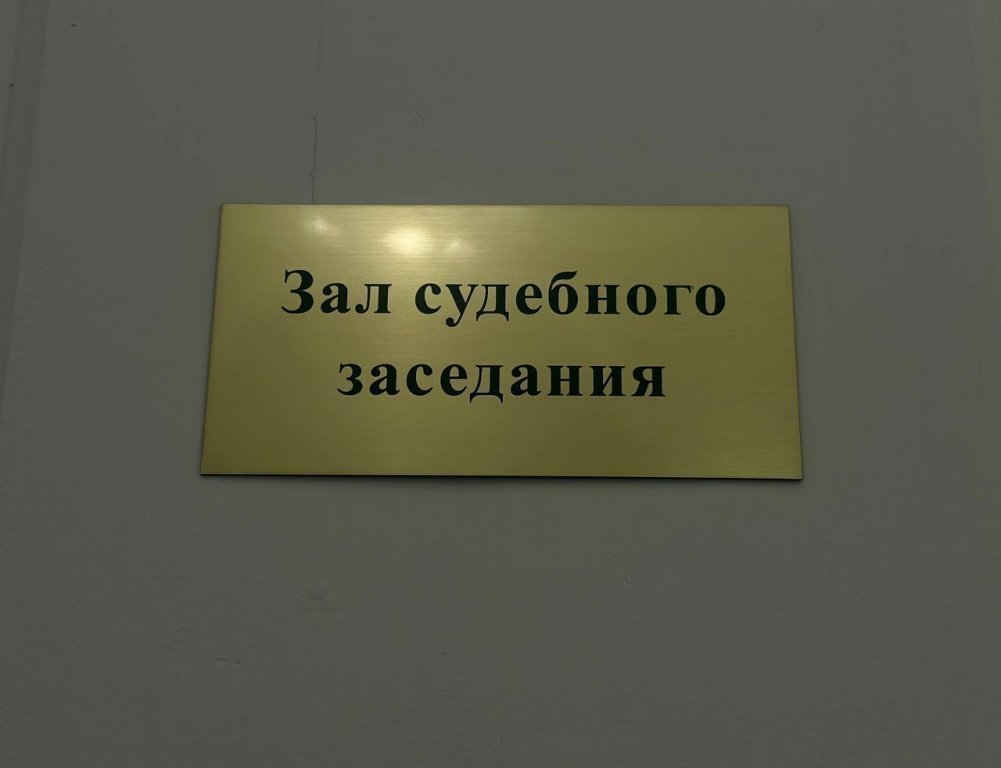 Зал судебного
заседания